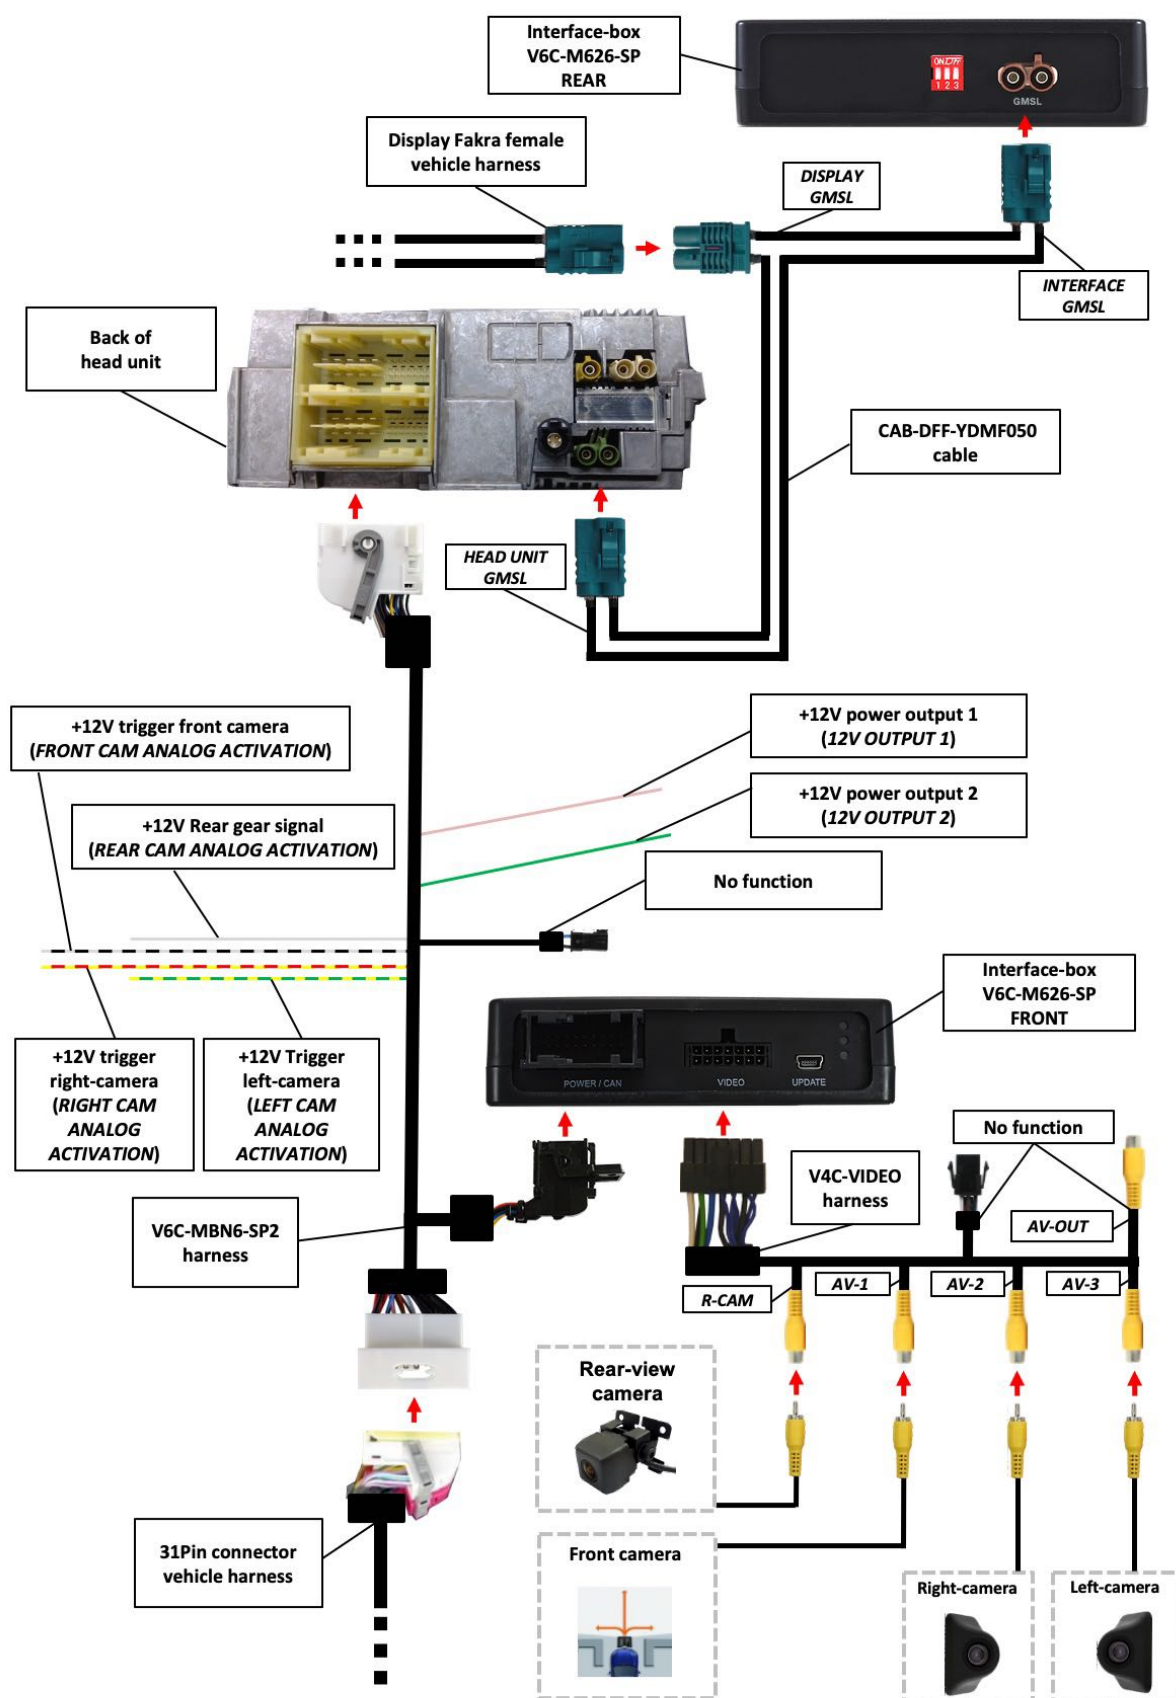 Interface-box
V6C-M626-SP
REAR
ON OFF
1 2 3
GMSL
Display Fakra female
vehicle harness
DISPLAY
GMSL
INTERFACE
GMSL
Back of
head unit
CAB-DFF-YDMF050
cable
HEAD UNIT
GMSL
+12V trigger front camera
(FRONT CAM ANALOG ACTIVATION)
+12V power output 1
(12V OUTPUT 1)
+12V power output 2
(12V OUTPUT 2)
+12V Rear gear signal
(REAR CAM ANALOG ACTIVATION)
No function
Interface-box
V6C-M626-SP
FRONT
+12V trigger
right-camera
(RIGHT CAM
ANALOG
ACTIVATION)
+12V Trigger
left-camera
(LEFT CAM
ANALOG
ACTIVATION)
POWER / CAN
VIDEO
UPDATE
No function
V4C-VIDEO
harness
V6C-MBN6-SP2
harness
AV-OUT
R-CAM
AV-1
AV-2
AV-3
Rear-view
camera
31Pin connector
vehicle harness
Front camera
Right-camera
Left-camera